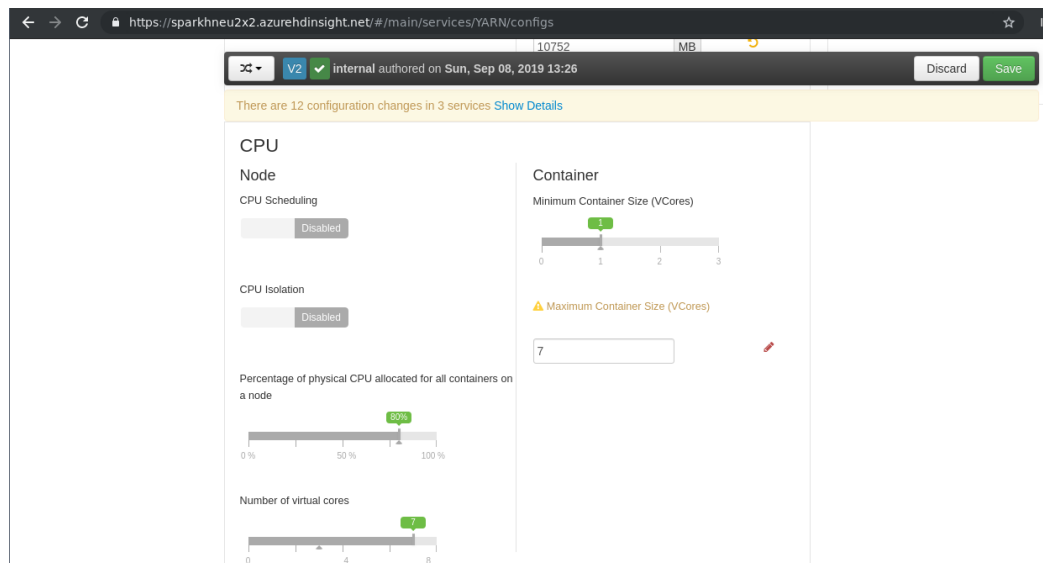 https://sparkhneu2x2.azurehdinsight.net/#/main/services/YARN/configs
10752 MB
V2 internal authored on Sun, Sep 08, 2019 13:26 Discard Save
There are 12 configuration changes in 3 services Show Details
CPU
Node
CPU Scheduling
Disabled
CPU Isolation
Disabled
Percentage of physical CPU allocated for all containers on
a node
80%
0 % 50 % 100 %
Number of virtual cores
7
0 4 8
Container
Minimum Container Size (VCores)
1
0 1 2 3
Maximum Container Size (VCores)
7